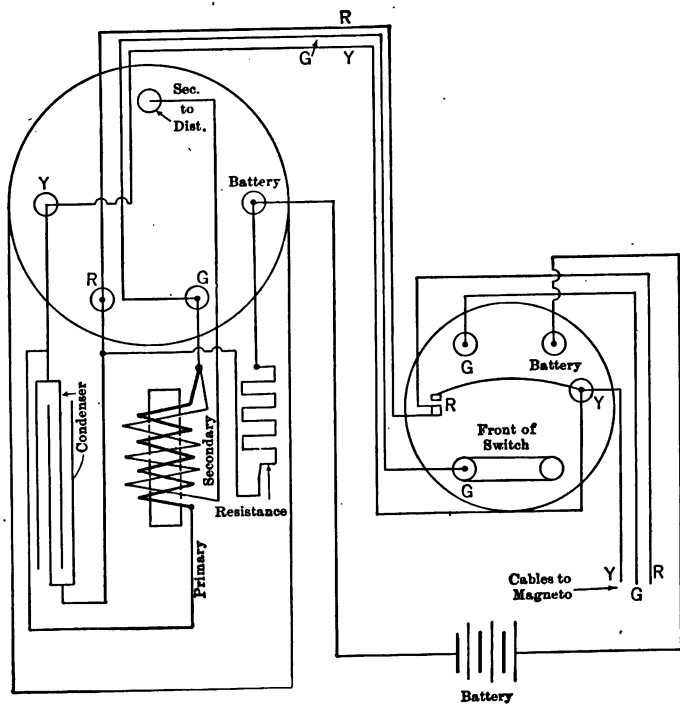 R
G Y
Sec.
to
Dist.
Y
Battery
R
G
G
Battery
R
Y
Front of
Switch
G
Condenser
Secondary
Resistance
Primary
Cables to
Magneto
Y
G
R
Battery